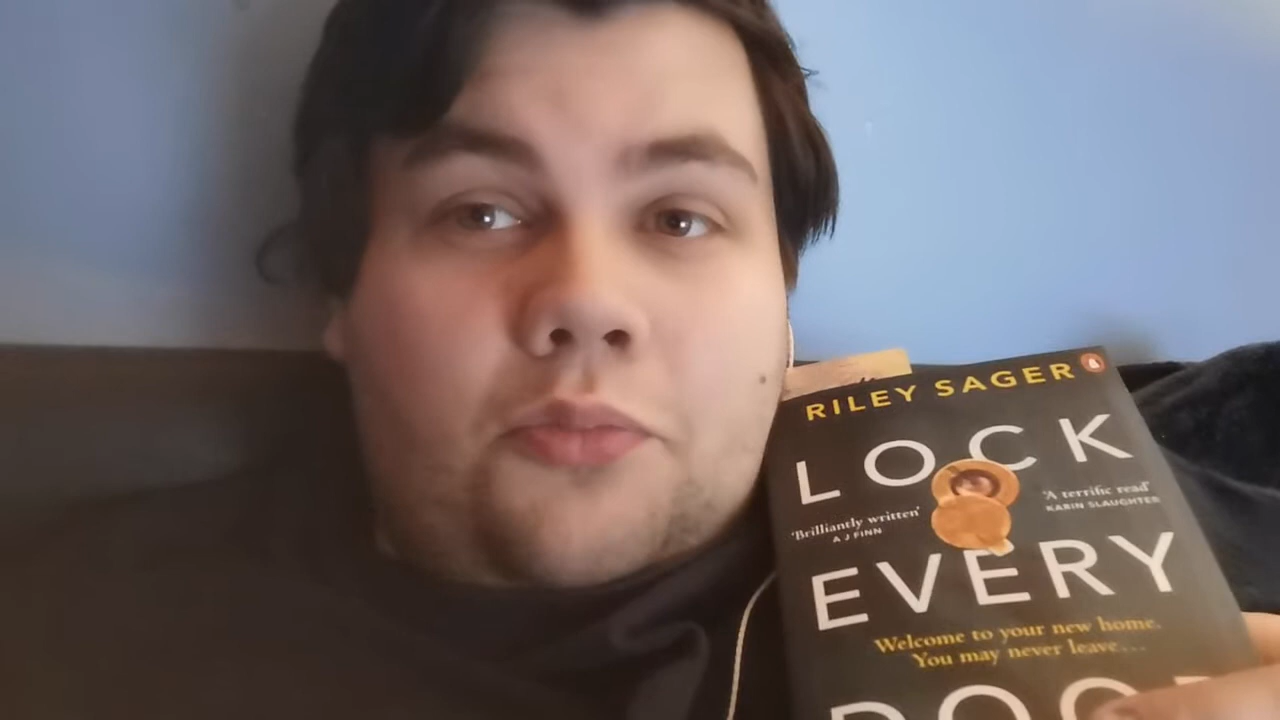 RILEY SAGER
LOCK
'Brilliantly written'
A J FINN
'A terrific read'
KARIN SLAUGHTER
EVERY
Welcome to your new home.
You may never leave...
DOOR